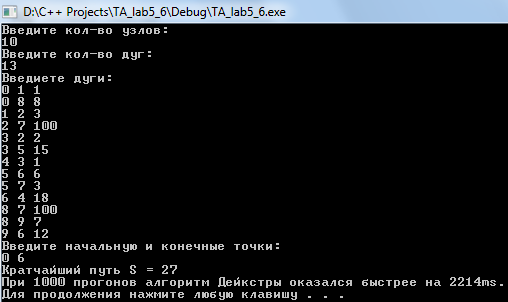 D:\C++ Projects\TA_lab5_6\Debug\TA_lab5_6.exe
Введите кол-во узлов:
10
Введите кол-во дуг:
13
Введиете дуги:
0 1 1
0 8 8
1 2 3
2 7 100
3 2 2
3 5 15
4 3 1
5 6 6
5 7 3
6 4 18
8 7 100
8 9 7
9 6 12
Введите начальную и конечные точки:
0 6
Кратчайший путь S = 27
При 1000 прогонов алгоритм Дейкстры оказался быстрее на 2214ms.
Для продолжения нажмите любую клавишу . . .